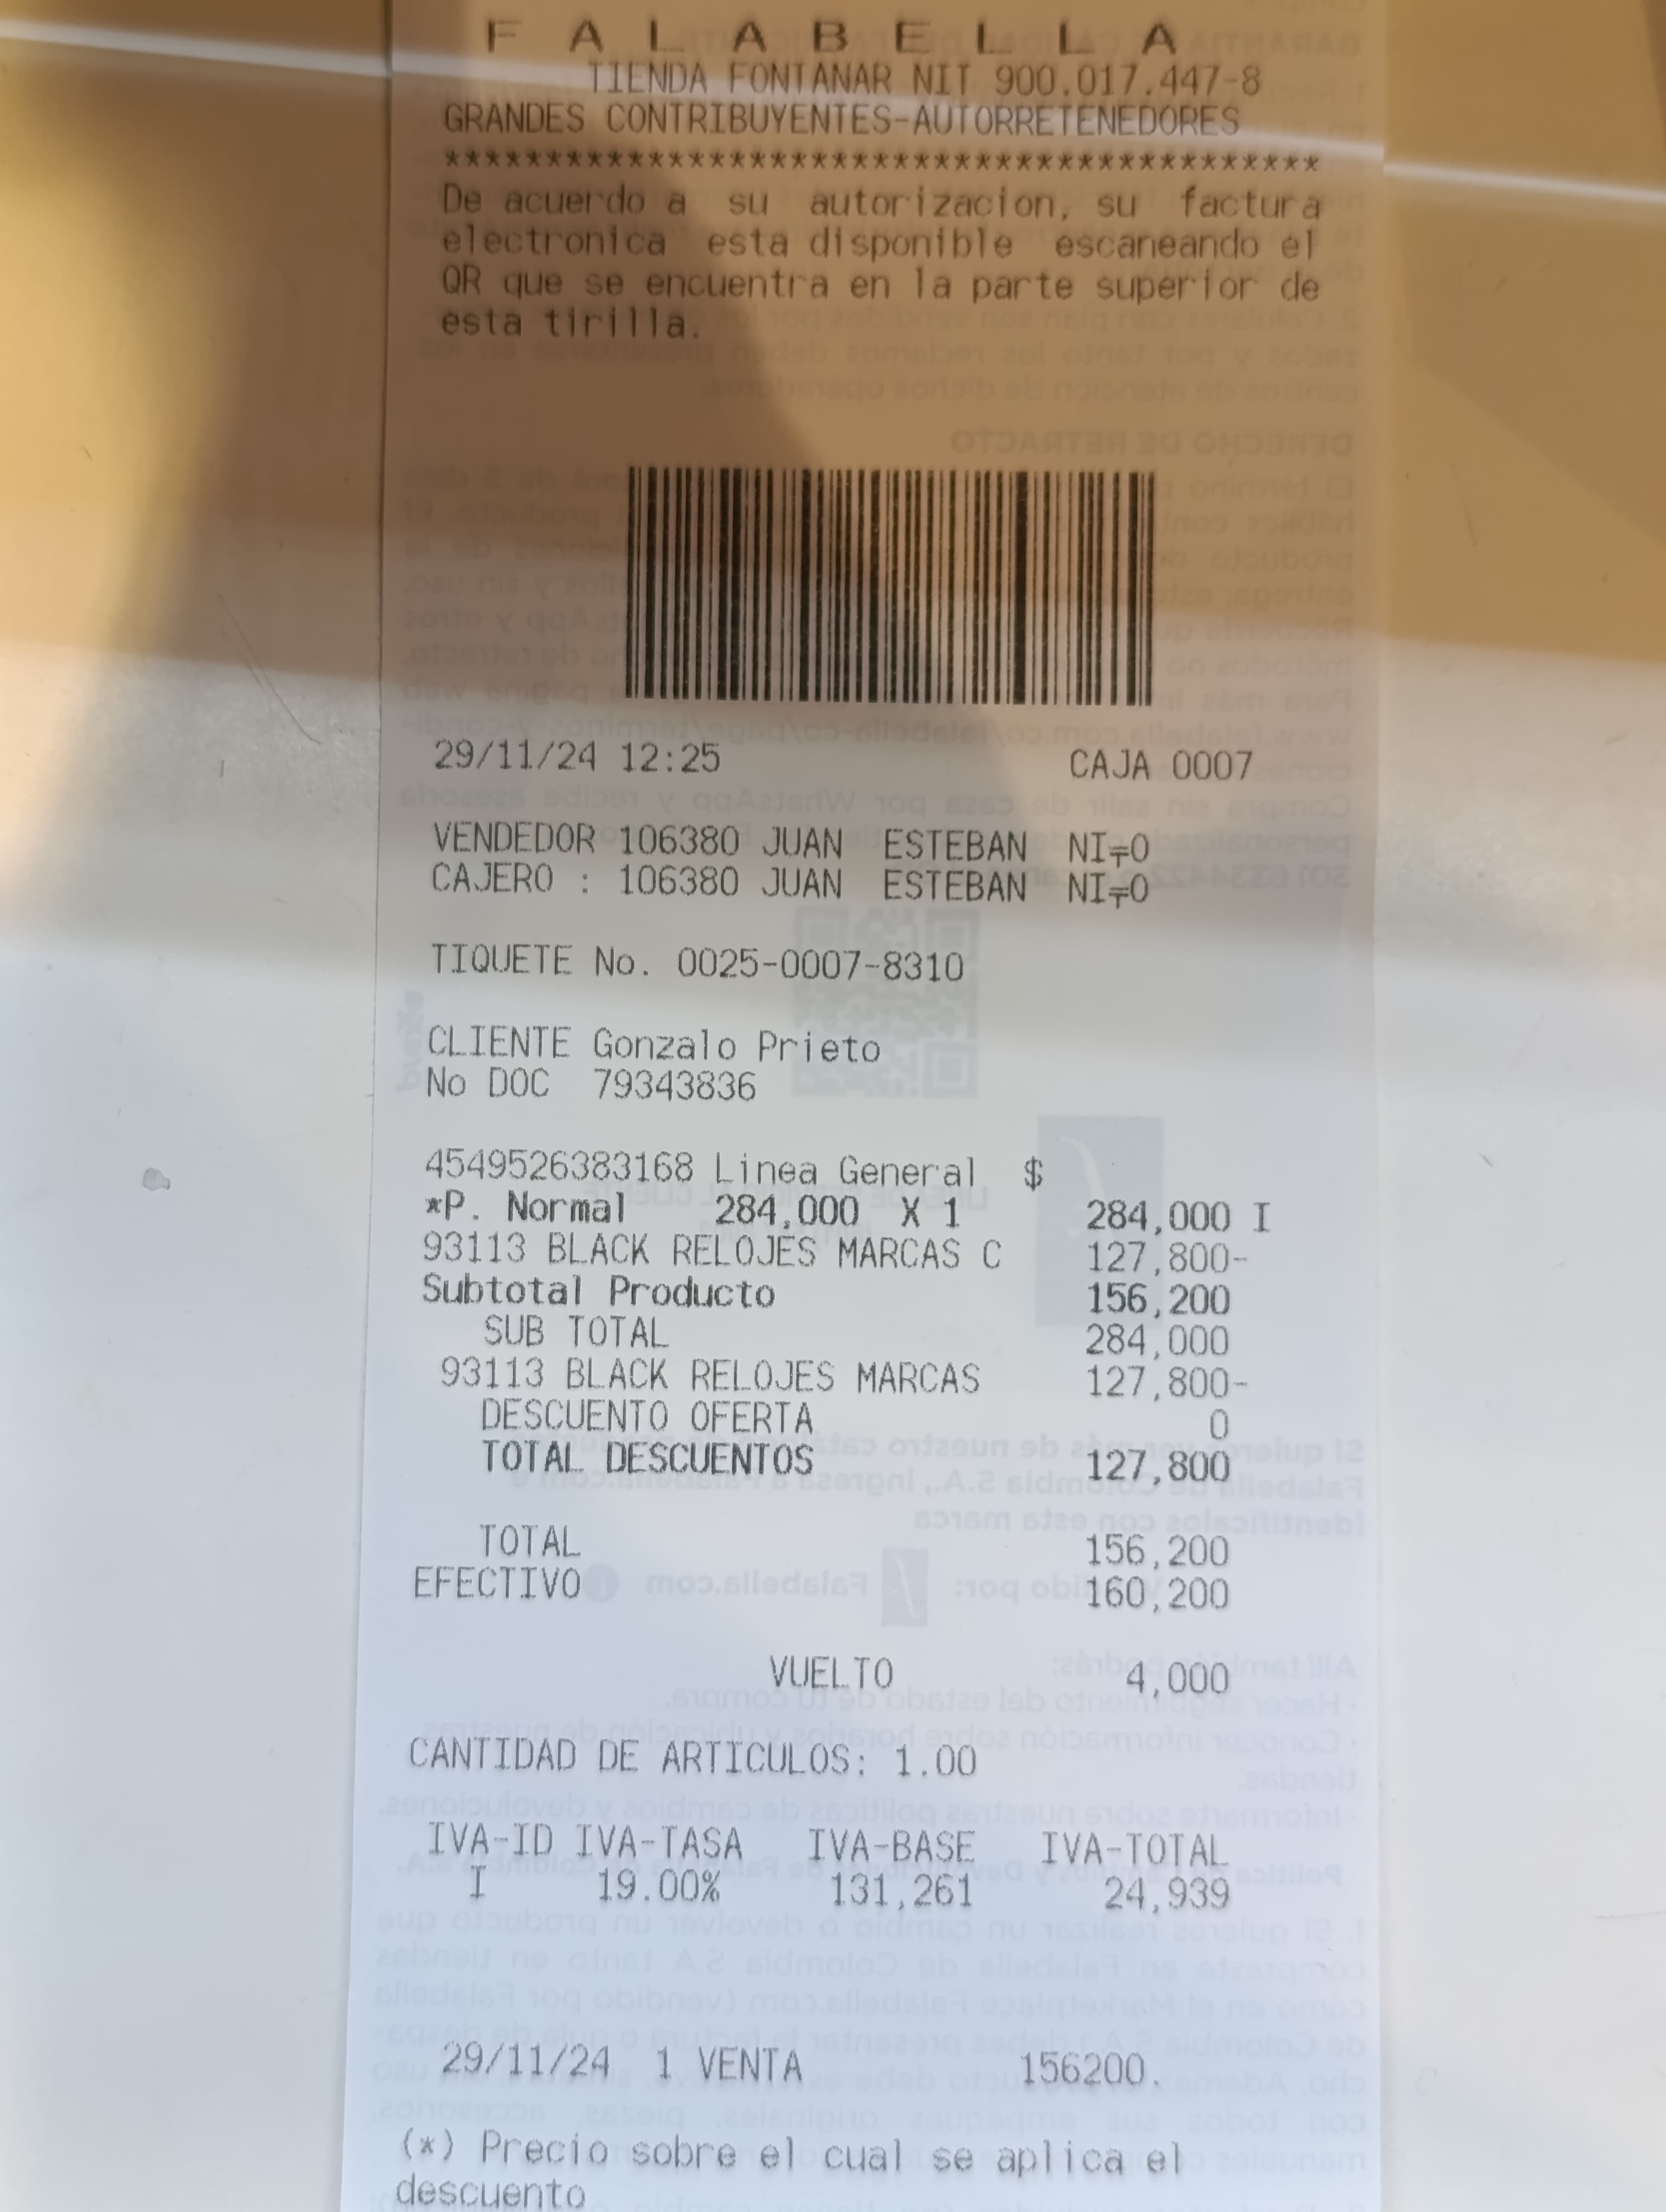 F A L A B E L L A
TIENDA FONTANAR NIT 900.017.447-8
GRANDES CONTRIBUYENTES-AUTORRETENEDORES
*******************************************
De acuerdo a su autorizacion, su factura
electronica esta disponible escaneando el
QR que se encuentra en la parte superior de
esta tirilla.
29/11/24 12:25 CAJA 0007
VENDEDOR 106380 JUAN ESTEBAN
CAJERO : 106380 JUAN ESTEBAN
TIQUETE No. 0025-0007-8310
CLIENTE Gonzalo Prieto
No DOC 79343836
4549526383168 Linea General $
*P. Normal 284,000 X 1 284,000 I
93113 BLACK RELOJES MARCAS C 127,800-
Subtotal Producto 156,200
SUB TOTAL 284,000
93113 BLACK RELOJES MARCAS 127,800-
DESCUENTO OFERTA 0
TOTAL DESCUENTOS 127,800
TOTAL 156,200
EFECTIVO 160,200
VUELTO 4,000
CANTIDAD DE ARTICULOS: 1.00
IVA-ID IVA-TASA IVA-BASE IVA-TOTAL
I 19.00% 131,261 24,939
29/11/24 1 VENTA 156200.
(*) Precio sobre el cual se aplica el
descuento